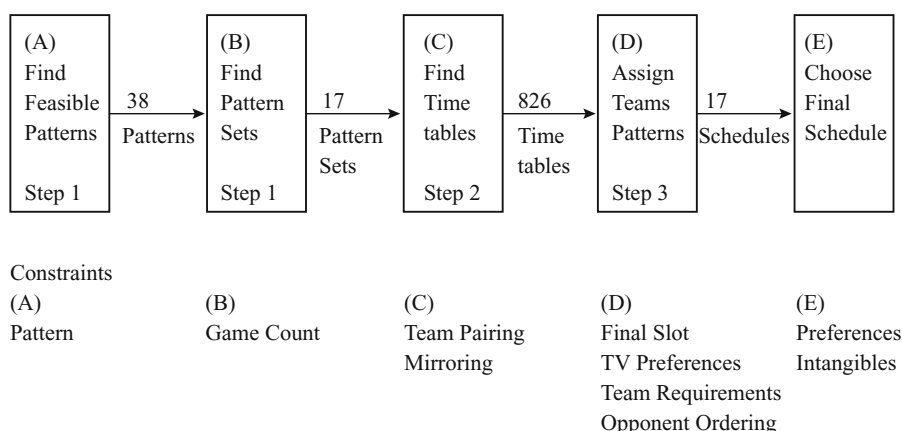 (A)
Find
Feasible
Patterns
Step 1
38
Patterns
(B)
Find
Pattern
Sets
Step 1
17
Pattern
Sets
(C)
Find
Time
tables
Step 2
826
Time
tables
(D)
Assign
Teams
Patterns
Step 3
17
Schedules
(E)
Choose
Final
Schedule
Constraints
(A)
Pattern
(B)
Game Count
(C)
Team Pairing
Mirroring
(D)
Final Slot
TV Preferences
Team Requirements
Opponent Ordering
(E)
Preferences
Intangibles